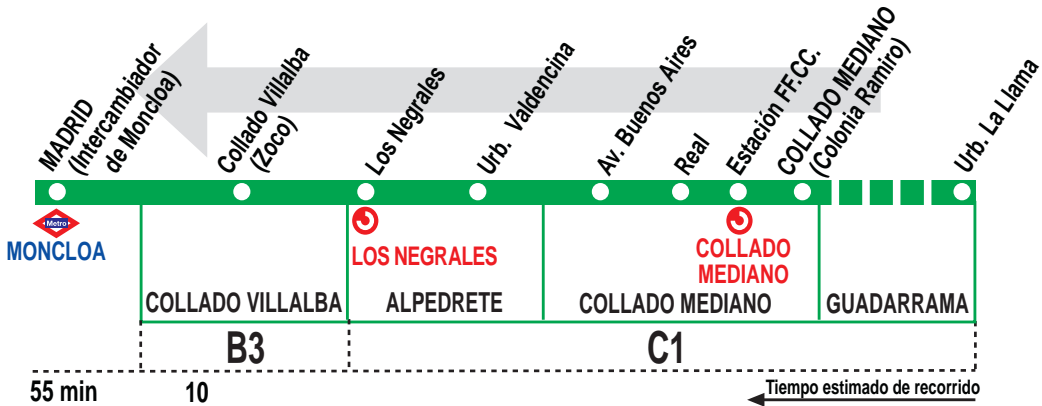 MADRID
(Intercambiador
de Moncloa)
Collado Villalba
(Zoco)
Los Negrales
Urb. Valdencina
Av. Buenos Aires
Real
Estación FF.CC.
COLLADO MEDIANO
(Colonia Ramiro)
Urb. La Llama
Metro
MONCLOA
LOS NEGRALES
COLLADO
MEDIANO
COLLADO VILLALBA
ALPEDRETE
COLLADO MEDIANO
GUADARRAMA
B3
C1
55 min
10
Tiempo estimado de recorrido